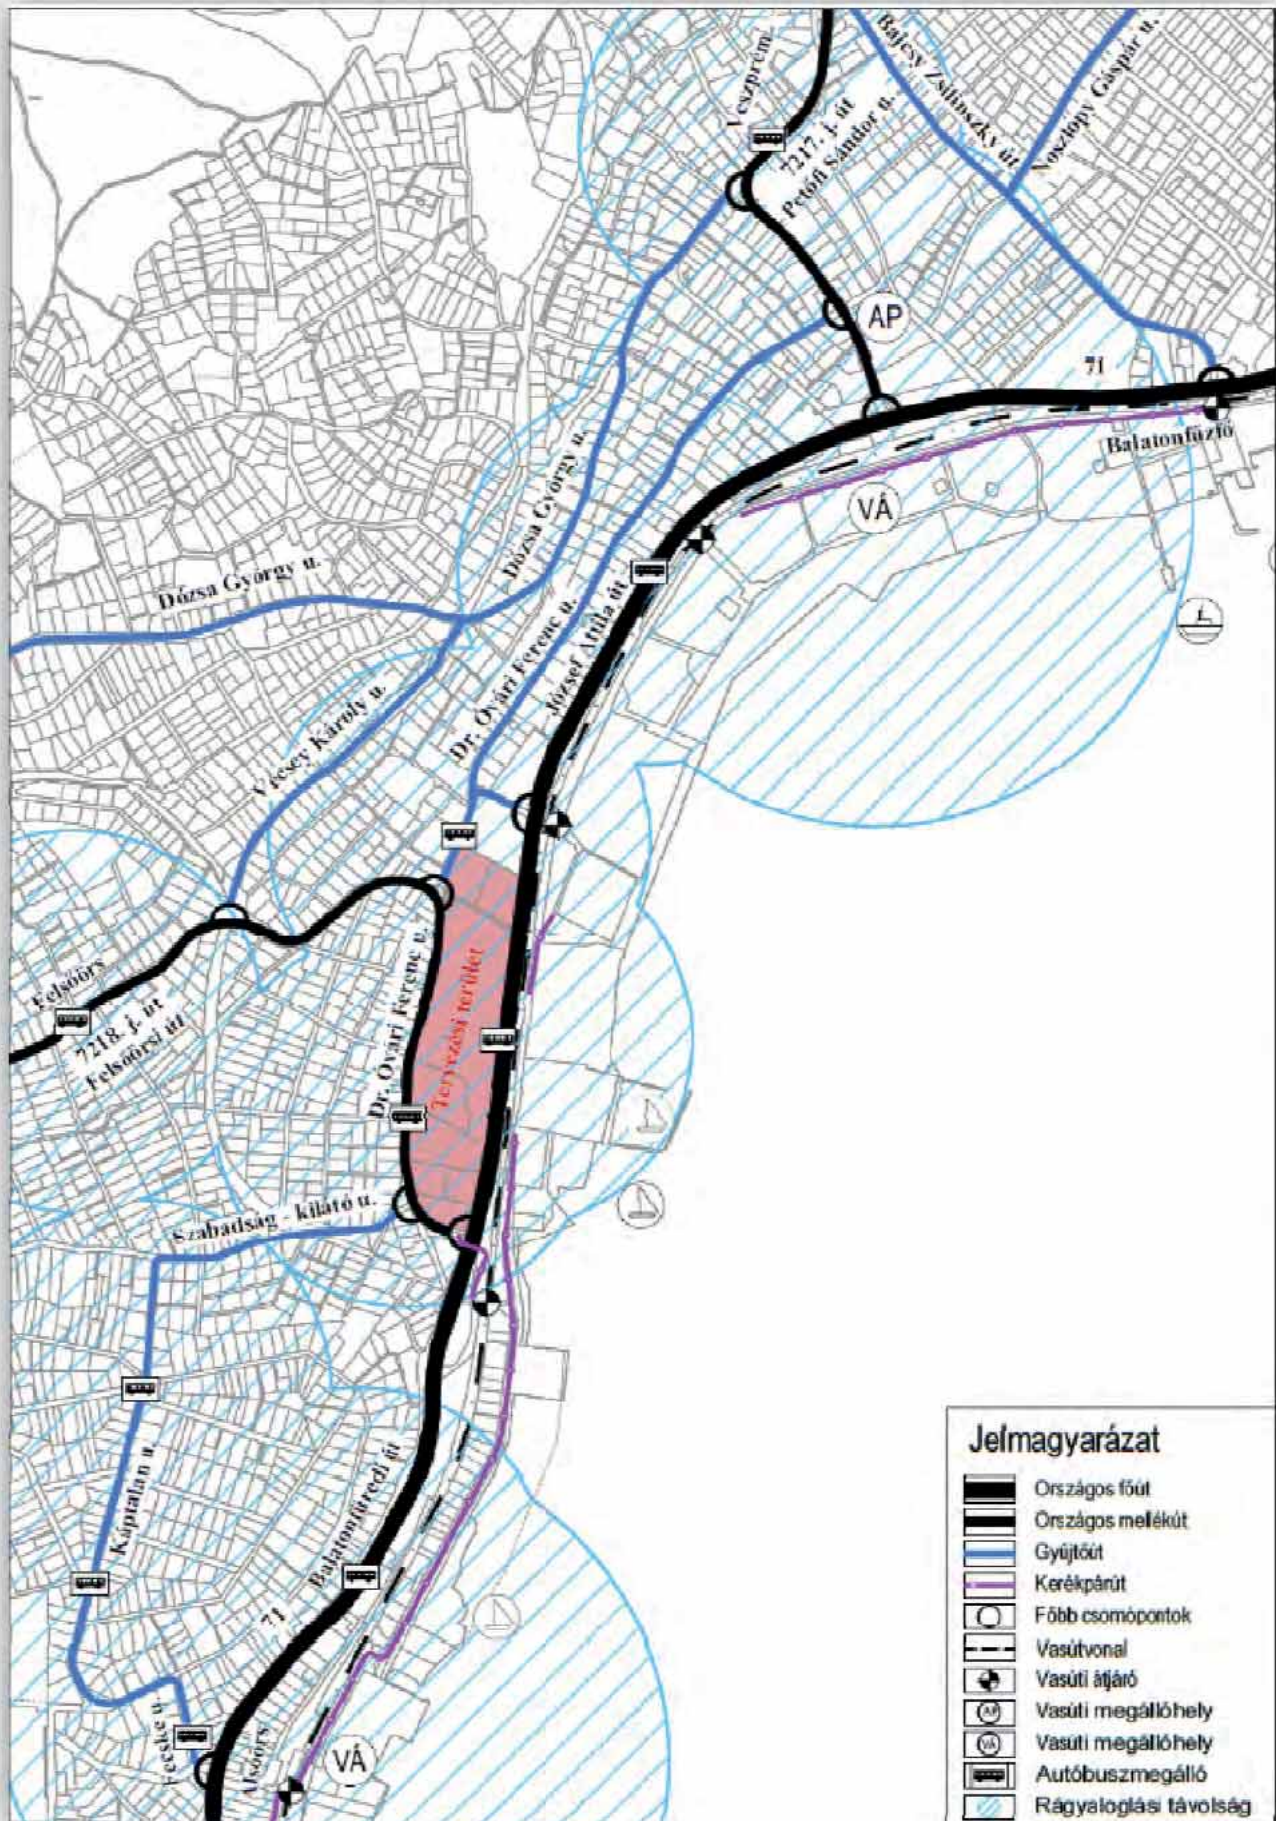 Veszprém
7217. j. út
Petőfi Sándor u.
Bajcsy Zsilinszky út
Noszlopy Gáspár u.
AP
71
Balatonfűzfő
VÁ
Dózsa György u.
Dózsa György u.
Dr. Óvári Ferenc u.
József Attila út
Vécsey Károly u.
Felsőörs
7218. j. út
Felsőörsi út
Dr. Óvári Ferenc u.
Tervezési terület
Szabadság - kilátó u.
Káptalan u.
Balatonfüredi út
71
Fecske u.
Alsóörs
VÁ
Jelmagyarázat
Országos főút
Országos mellékút
Gyűjtőút
Kerékpárút
Főbb csomópontok
Vasútvonal
Vasúti átjáró
AP Vasúti megállóhely
VÁ Vasúti megállóhely
Autóbuszmegálló
Rágyaloglási távolság